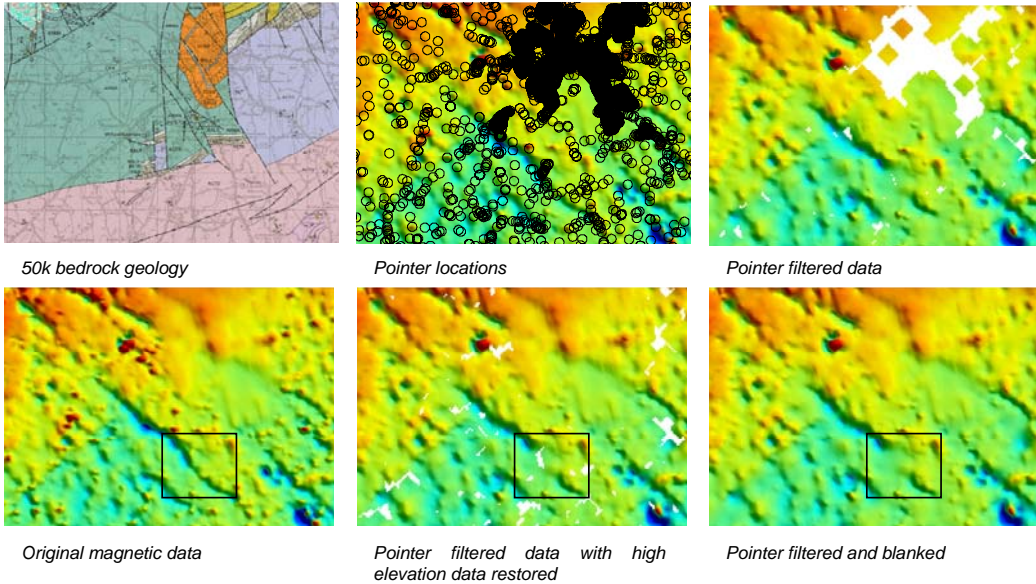 50k bedrock geology
Pointer locations
Pointer filtered data
Original magnetic data
Pointer filtered data with high
elevation data restored
Pointer filtered and blanked